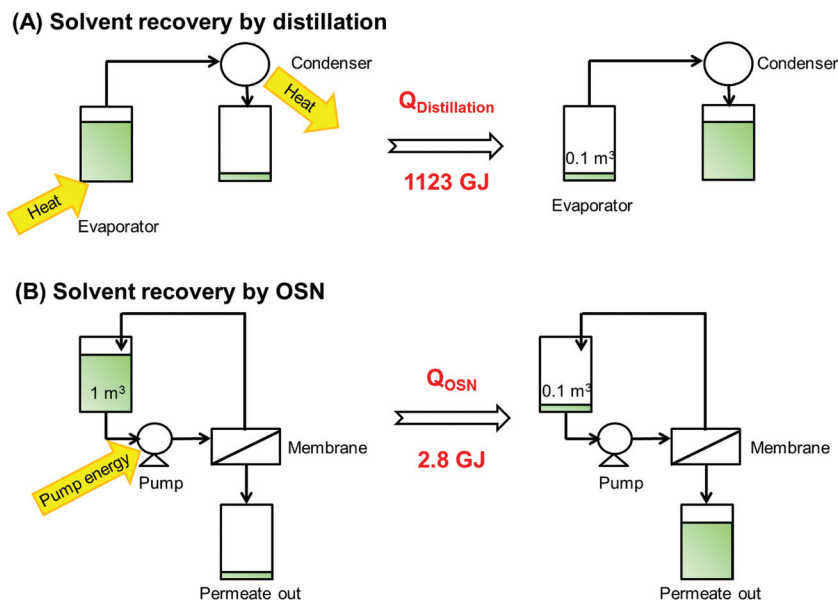 (A) Solvent recovery by distillation
Condenser
Heat
Heat
Evaporator
QDistillation
1123 GJ
Condenser
0.1 m³
Evaporator
(B) Solvent recovery by OSN
1 m³
Pump energy
Pump
Membrane
Permeate out
QOSN
2.8 GJ
0.1 m³
Pump
Membrane
Permeate out